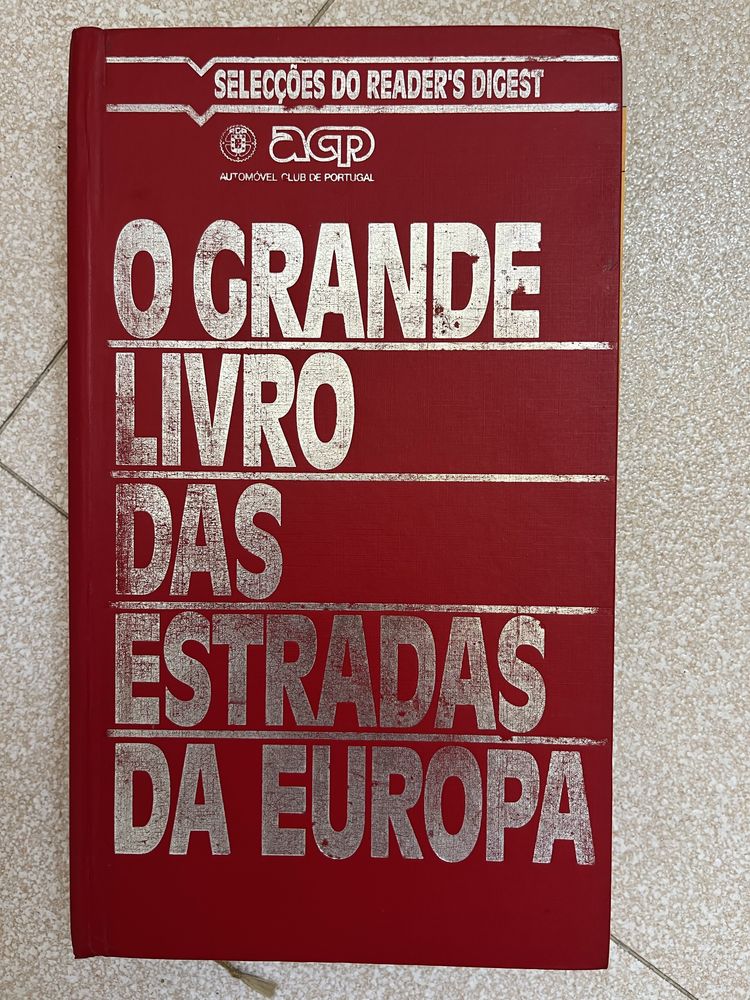 SELECÇÕES DO READER'S DIGEST
acp
AUTOMÓVEL CLUB DE PORTUGAL
O GRANDE
LIVRO
DAS
ESTRADAS
DA EUROPA